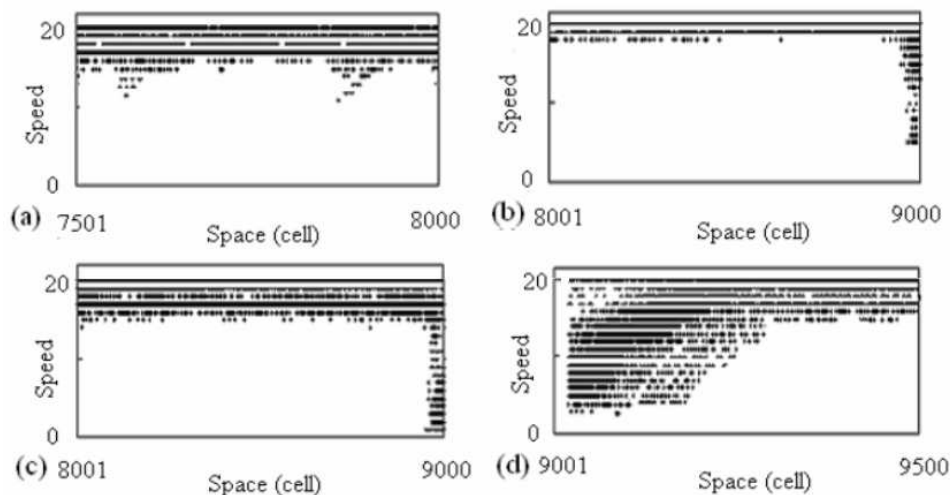 20
Speed
0
(a) 7501 8000
Space (cell)
20
Speed
0
(b) 8001 9000
Space (cell)
20
Speed
0
(c) 8001 9000
Space (cell)
20
Speed
0
(d) 9001 9500
Space (cell)